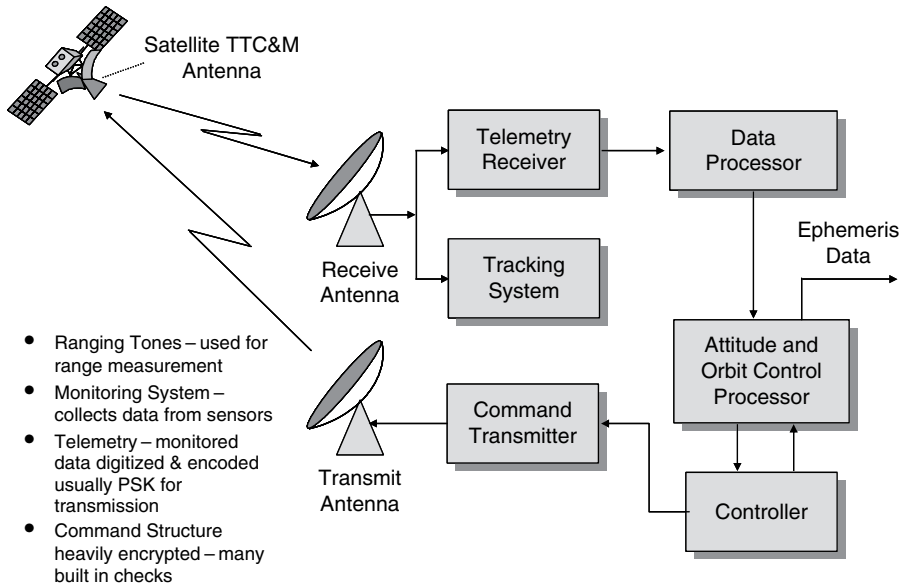 Satellite TTC&M
Antenna
Telemetry
Receiver
Data
Processor
Ephemeris
Data
Receive
Antenna
Tracking
System
Attitude and
Orbit Control
Processor
Command
Transmitter
Transmit
Antenna
Controller
• Ranging Tones – used for
range measurement
• Monitoring System –
collects data from sensors
• Telemetry – monitored
data digitized & encoded
usually PSK for
transmission
• Command Structure
heavily encrypted – many
built in checks